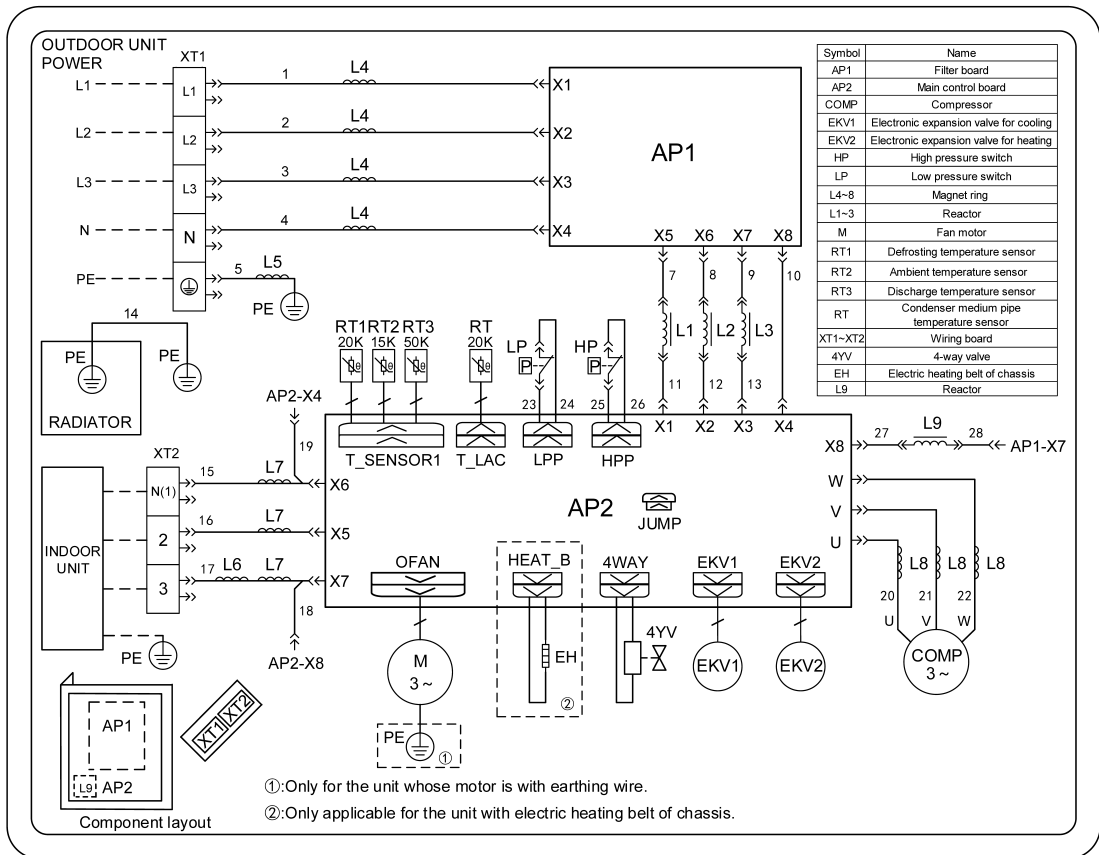 OUTDOOR UNIT
POWER
XT1
L1
L1
1
L4
X1
L2
L2
2
L4
X2
L3
L3
3
L4
X3
N
N
4
L4
X4
PE
5
L5
PE
AP1
X5 X6 X7 X8
7 8 9 10
L1 L2 L3
11 12 13
Symbol Name
AP1 Filter board
AP2 Main control board
COMP Compressor
EKV1 Electronic expansion valve for cooling
EKV2 Electronic expansion valve for heating
HP High pressure switch
LP Low pressure switch
L4~8 Magnet ring
L1~3 Reactor
M Fan motor
RT1 Defrosting temperature sensor
RT2 Ambient temperature sensor
RT3 Discharge temperature sensor
RT Condenser medium pipe
temperature sensor
XT1~XT2 Wiring board
4YV 4-way valve
EH Electric heating belt of chassis
L9 Reactor
14
PE PE
RADIATOR
RT1 RT2 RT3 RT
20K 15K 50K 20K
θ θ θ θ
LP HP
P P
23 24 25 26
T_SENSOR1 T_LAC LPP HPP
X1 X2 X3 X4
AP2-X4
19
XT2
INDOOR
UNIT
N(1)
15
L7
X6
2
16
L7
X5
3
17
L6
L7
X7
18
AP2-X8
PE
AP2
JUMP
X8
27
L9
28
AP1-X7
W
V
U
L8 L8 L8
20 21 22
U V W
COMP
3~
OFAN HEAT_B 4WAY EKV1 EKV2
M
3~
EH
②
4YV
EKV1
EKV2
PE
①
AP1
L9 AP2
XT1 XT2
Component layout
①:Only for the unit whose motor is with earthing wire.
②:Only applicable for the unit with electric heating belt of chassis.